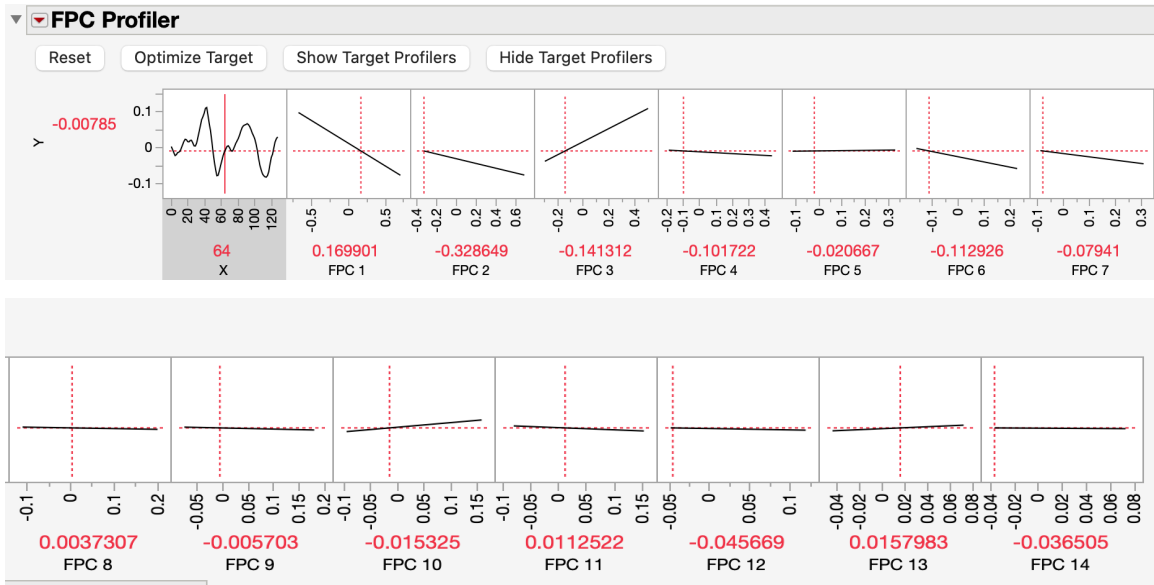 FPC Profiler
Reset Optimize Target Show Target Profilers Hide Target Profilers
Y -0.00785
0.1
0
-0.1
0 20 40 60 80 100 120 -0.5 0 0.5 -0.4 -0.2 0 0.2 0.4 0.6 -0.2 0 0.2 0.4 -0.2 -0.1 0 0.1 0.2 0.3 0.4 -0.1 0 0.1 0.2 0.3 -0.1 0 0.1 0.2 -0.1 0 0.1 0.2 0.3
64 0.169901 -0.328649 -0.141312 -0.101722 -0.020667 -0.112926 -0.07941
X FPC 1 FPC 2 FPC 3 FPC 4 FPC 5 FPC 6 FPC 7
-0.1 0 0.1 0.2 -0.05 0 0.05 0.1 0.15 0.2 -0.1 -0.05 0 0.05 0.1 0.15 -0.1 -0.05 0 0.05 0.1 0.15 -0.05 0 0.05 0.1 -0.04 -0.02 0 0.02 0.04 0.06 0.08 -0.04 -0.02 0 0.02 0.04 0.06 0.08
0.0037307 -0.005703 -0.015325 0.0112522 -0.045669 0.0157983 -0.036505
FPC 8 FPC 9 FPC 10 FPC 11 FPC 12 FPC 13 FPC 14